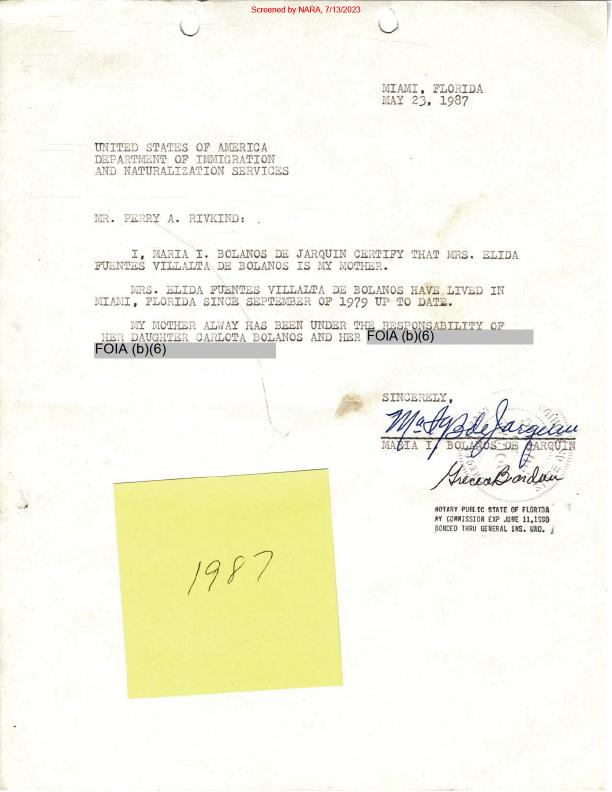 Screened by NARA, 7/13/2023
MIAMI, FLORIDA
MAY 23, 1987
UNITED STATES OF AMERICA
DEPARTMENT OF IMMIGRATION
AND NATURALIZATION SERVICES
MR. PERRY A. RIVKIND:
I, MARIA I. BOLANOS DE JARQUIN CERTIFY THAT MRS. ELIDA
FUENTES VILLALTA DE BOLANOS IS MY MOTHER.
MRS. ELIDA FUENTES VILLALTA DE BOLANOS HAVE LIVED IN
MIAMI, FLORIDA SINCE SEPTEMBER OF 1979 UP TO DATE.
MY MOTHER ALWAY HAS BEEN UNDER THE RESPONSABILITY OF
HER DAUGHTER CARLOTA BOLANOS AND HER FOIA (b)(6)
FOIA (b)(6)
SINCERELY,
Ma I B de Jarquin
MARIA I. BOLANOS DE JARQUIN
NOTARY PUBLIC STATE OF FLORIDA
MY COMMISSION EXP JUNE 11,1990
BONDED THRU GENERAL INS. UND.
1987